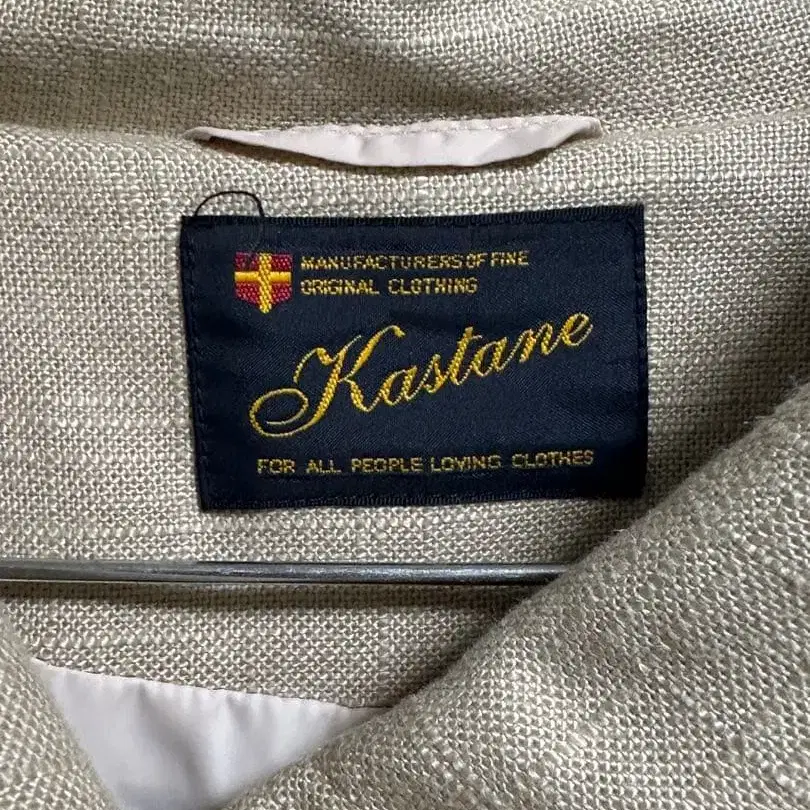 MANUFACTURERS OF FINE
ORIGINAL CLOTHING
Kastane
FOR ALL PEOPLE LOVING CLOTHES